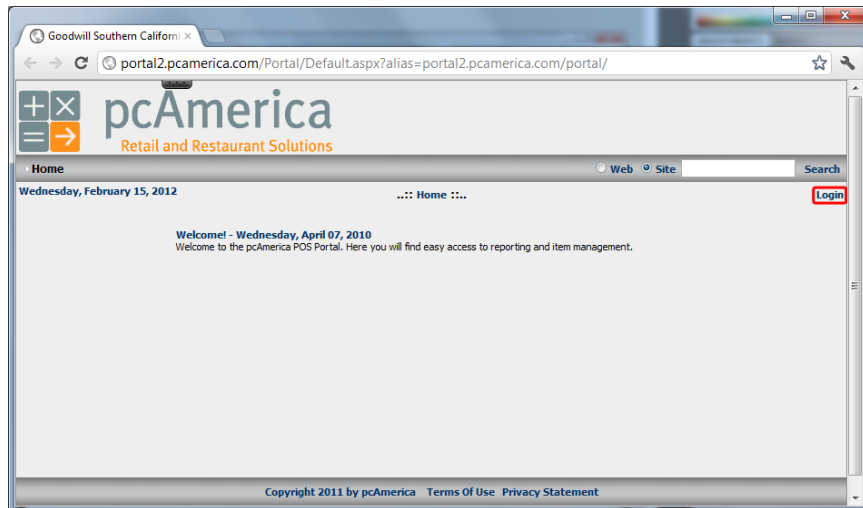 Goodwill Southern Californi
portal2.pcamerica.com/Portal/Default.aspx?alias=portal2.pcamerica.com/portal/
pcAmerica
Retail and Restaurant Solutions
Home Web Site Search
Wednesday, February 15, 2012 ..:: Home ::.. Login
Welcome! - Wednesday, April 07, 2010
Welcome to the pcAmerica POS Portal. Here you will find easy access to reporting and item management.
Copyright 2011 by pcAmerica Terms Of Use Privacy Statement